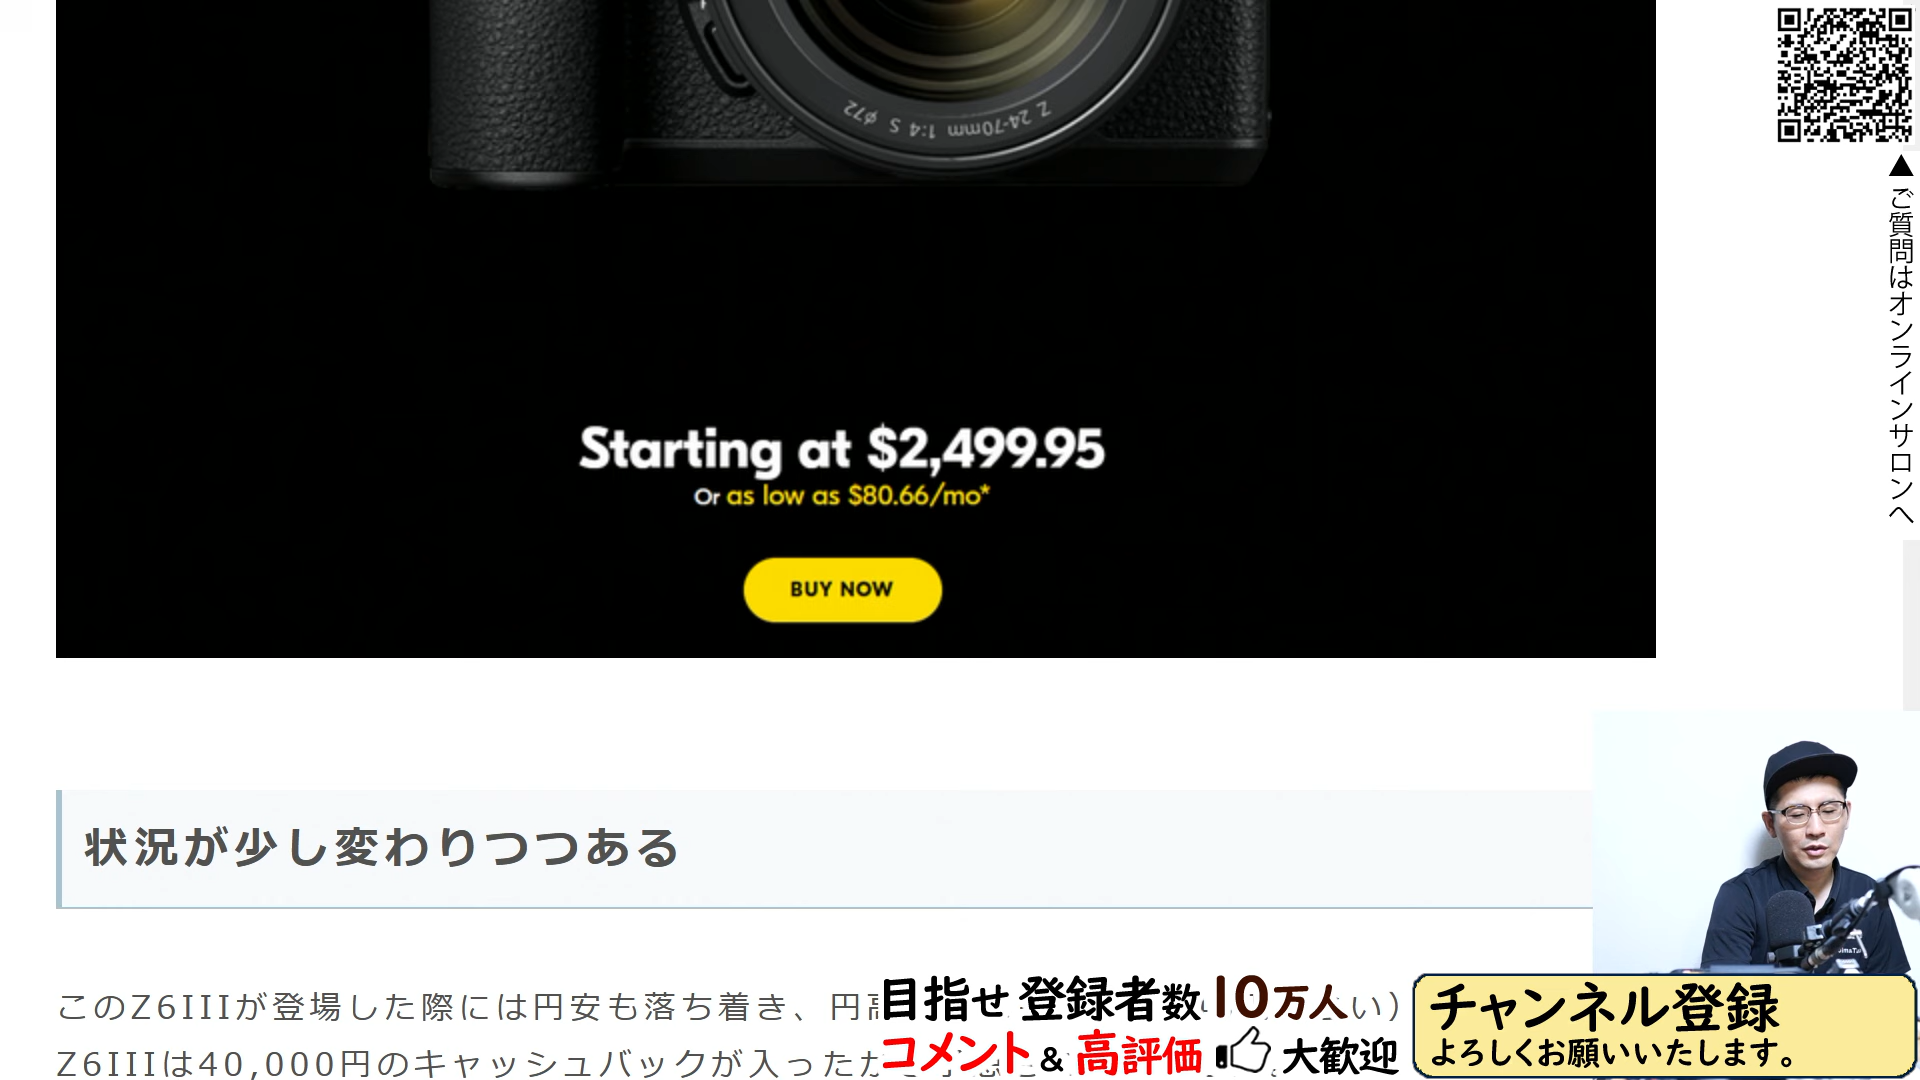 Z 24-70mm 1:4 S ⌀72
▲ご質問はオンラインサロンへ
Starting at $2,499.95
Or as low as $80.66/mo*
BUY NOW
状況が少し変わりつつある
このZ6IIIが登場した際には円安も落ち着き、円高
い）
Z6IIIは40,000円のキャッシュバックが入ったた
目指せ 登録者数10万人
コメント&高評価 大歓迎
チャンネル登録
よろしくお願いいたします。